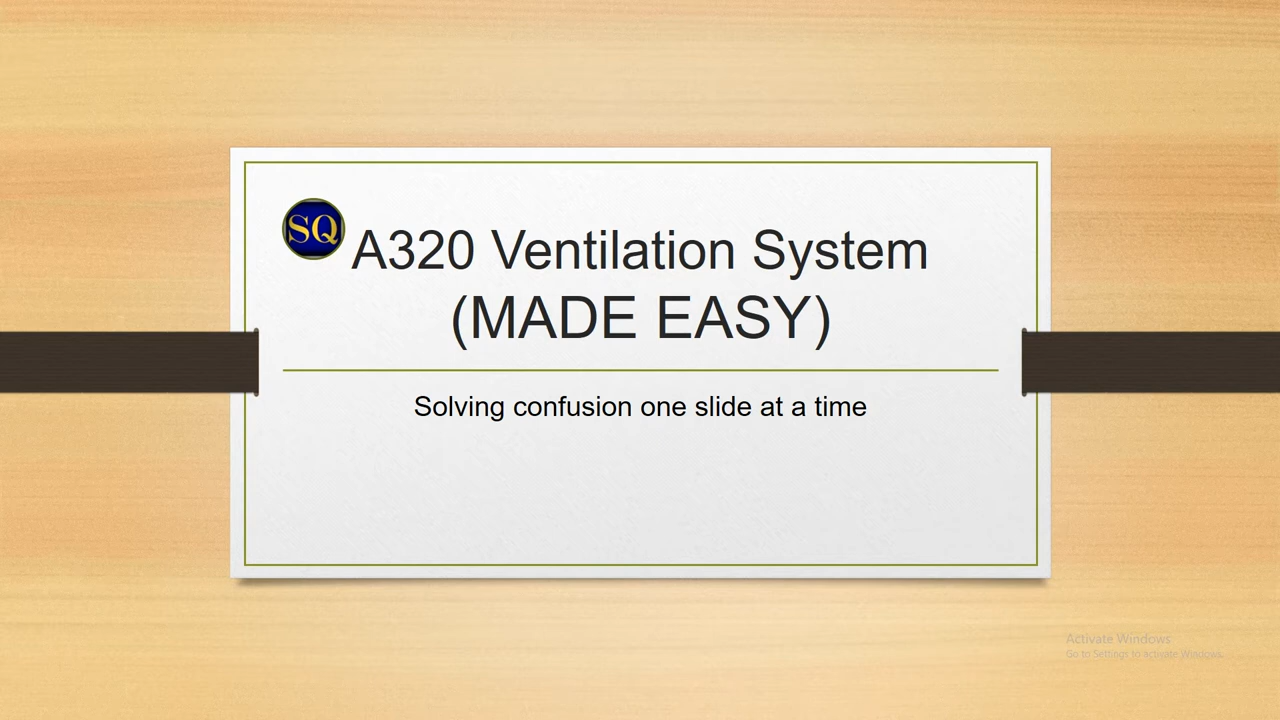 SQ
A320 Ventilation System
(MADE EASY)
Solving confusion one slide at a time
Activate Windows
Go to Settings to activate Windows.